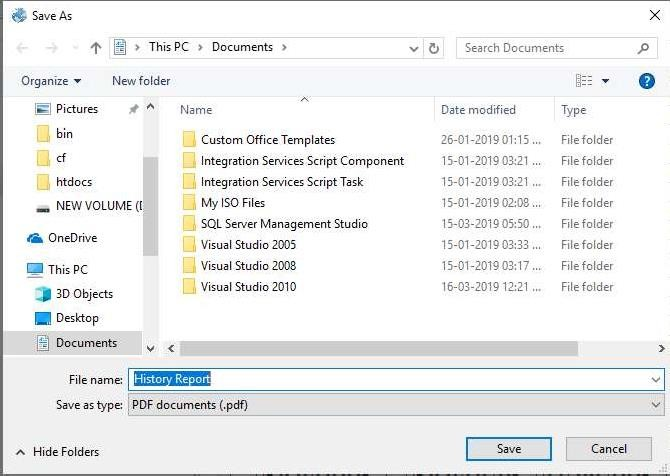 Save As
This PC > Documents >
Search Documents
Organize
New folder
?
Name
Date modified
Type
Pictures
bin
cf
htdocs
NEW VOLUME (D
OneDrive
This PC
3D Objects
Desktop
Documents
Custom Office Templates 26-01-2019 01:15 ... File folder
Integration Services Script Component 15-01-2019 03:21 ... File folder
Integration Services Script Task 15-01-2019 03:21 ... File folder
My ISO Files 15-01-2019 02:08 ... File folder
SQL Server Management Studio 15-03-2019 05:50 ... File folder
Visual Studio 2005 15-01-2019 03:33 ... File folder
Visual Studio 2008 15-01-2019 03:17 ... File folder
Visual Studio 2010 16-03-2019 12:21 ... File folder
File name: History Report
Save as type: PDF documents (.pdf)
Hide Folders
Save
Cancel